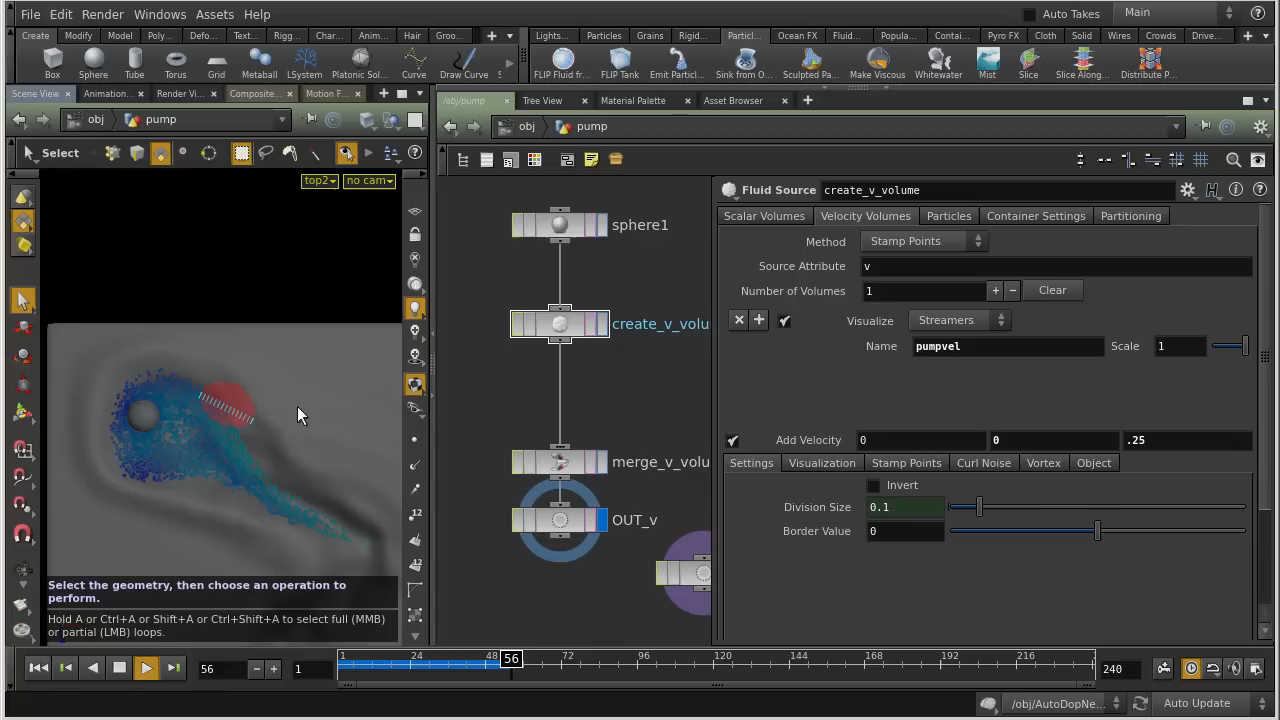 File Edit Render Windows Assets Help
Auto Takes Main
Create Modify Model Poly... Defo... Text... Rigg... Char... Anim... Hair Groo...
Lights... Particles Grains Rigid... Particl... Ocean FX Fluid... Popula... Contai... Pyro FX Cloth Solid Wires Crowds Drive...
Box Sphere Tube Torus Grid Metaball LSystem Platonic Sol... Curve Draw Curve
FLIP Fluid fr... FLIP Tank Emit Particl... Sink from O... Sculpted Pa... Make Viscous Whitewater Mist Slice Slice Along... Distribute P...
Scene View Animation... Render Vi... Composite... Motion F...
/obj/pump Tree View Material Palette Asset Browser
obj pump
obj pump
Select
top2 no cam
Fluid Source create_v_volume
Scalar Volumes Velocity Volumes Particles Container Settings Partitioning
Method Stamp Points
Source Attribute v
Number of Volumes 1 + − Clear
Visualize Streamers
Name pumpvel Scale 1
Add Velocity 0 0 .25
Settings Visualization Stamp Points Curl Noise Vortex Object
Invert
Division Size 0.1
Border Value 0
sphere1
create_v_volu
merge_v_volu
OUT_v
12
12
Select the geometry, then choose an operation to
perform.
Hold A or Ctrl+A or Shift+A or Ctrl+Shift+A to select full (MMB)
or partial (LMB) loops.
56 1 1 24 48 56 72 96 120 144 168 192 216 240
/obj/AutoDopNe... Auto Update